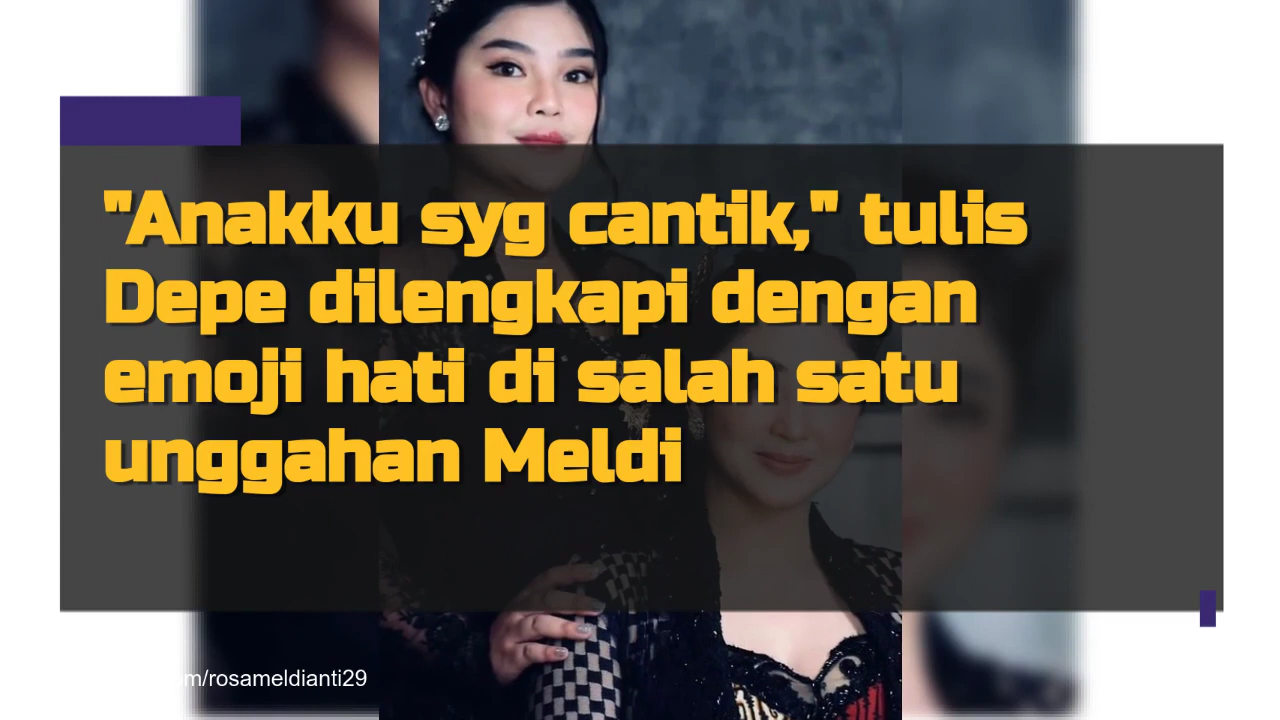 "Anakku syg cantik," tulis
Depe dilengkapi dengan
emoji hati di salah satu
unggahan Meldi
m/rosameldianti29